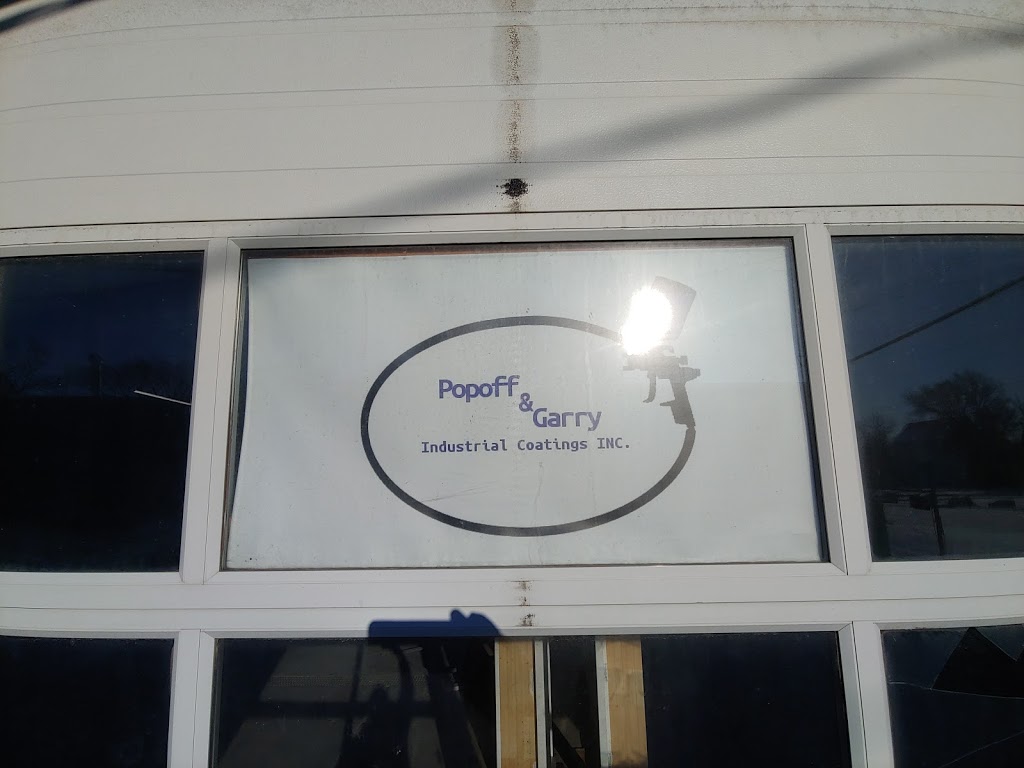 Popoff
&
Garry
Industrial Coatings INC.